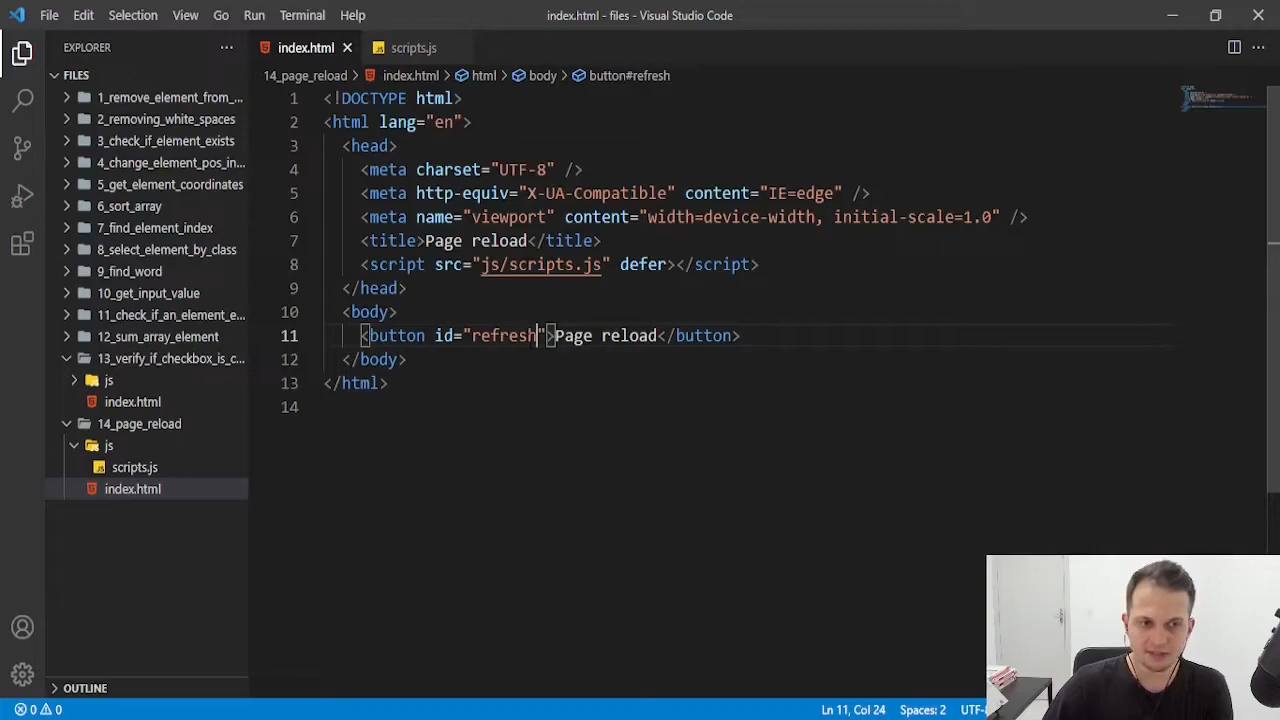 File Edit Selection View Go Run Terminal Help index.html - files - Visual Studio Code
EXPLORER
index.html
JS scripts.js
FILES
14_page_reload > index.html > html > body > button#refresh
1_remove_element_from_...
2_removing_white_spaces
3_check_if_element_exists
4_change_element_pos_in...
5_get_element_coordinates
6_sort_array
7_find_element_index
8_select_element_by_class
9_find_word
10_get_input_value
11_check_if_an_element_e...
12_sum_array_element
13_verify_if_checkbox_is_c...
js
index.html
14_page_reload
js
JS scripts.js
index.html
OUTLINE
1 <!DOCTYPE html>
2 <html lang="en">
3 <head>
4 <meta charset="UTF-8" />
5 <meta http-equiv="X-UA-Compatible" content="IE=edge" />
6 <meta name="viewport" content="width=device-width, initial-scale=1.0" />
7 <title>Page reload</title>
8 <script src="js/scripts.js" defer></script>
9 </head>
10 <body>
11 <button id="refresh">Page reload</button>
12 </body>
13 </html>
14
0 0 Ln 11, Col 24 Spaces: 2 UTF-8